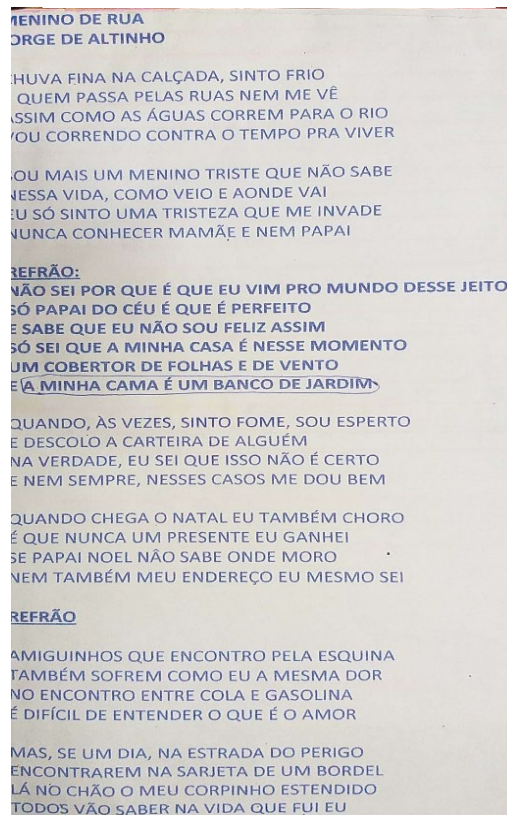 MENINO DE RUA
JORGE DE ALTINHO
CHUVA FINA NA CALÇADA, SINTO FRIO
QUEM PASSA PELAS RUAS NEM ME VÊ
ASSIM COMO AS ÁGUAS CORREM PARA O RIO
VOU CORRENDO CONTRA O TEMPO PRA VIVER
SOU MAIS UM MENINO TRISTE QUE NÃO SABE
NESSA VIDA, COMO VEIO E AONDE VAI
EU SÓ SINTO UMA TRISTEZA QUE ME INVADE
NUNCA CONHECER MAMÃE E NEM PAPAI
REFRÃO:
NÃO SEI POR QUE É QUE EU VIM PRO MUNDO DESSE JEITO
SÓ PAPAI DO CÉU É QUE É PERFEITO
E SABE QUE EU NÃO SOU FELIZ ASSIM
SÓ SEI QUE A MINHA CASA É NESSE MOMENTO
UM COBERTOR DE FOLHAS E DE VENTO
E A MINHA CAMA É UM BANCO DE JARDIM
QUANDO, ÀS VEZES, SINTO FOME, SOU ESPERTO
E DESCOLO A CARTEIRA DE ALGUÉM
NA VERDADE, EU SEI QUE ISSO NÃO É CERTO
E NEM SEMPRE, NESSES CASOS ME DOU BEM
QUANDO CHEGA O NATAL EU TAMBÉM CHORO
É QUE NUNCA UM PRESENTE EU GANHEI
SE PAPAI NOEL NÂO SABE ONDE MORO
NEM TAMBÉM MEU ENDEREÇO EU MESMO SEI
REFRÃO
AMIGUINHOS QUE ENCONTRO PELA ESQUINA
TAMBÉM SOFREM COMO EU A MESMA DOR
NO ENCONTRO ENTRE COLA E GASOLINA
É DIFÍCIL DE ENTENDER O QUE É O AMOR
MAS, SE UM DIA, NA ESTRADA DO PERIGO
ENCONTRAREM NA SARJETA DE UM BORDEL
LÁ NO CHÃO O MEU CORPINHO ESTENDIDO
TODOS VÃO SABER NA VIDA QUE FUI EU